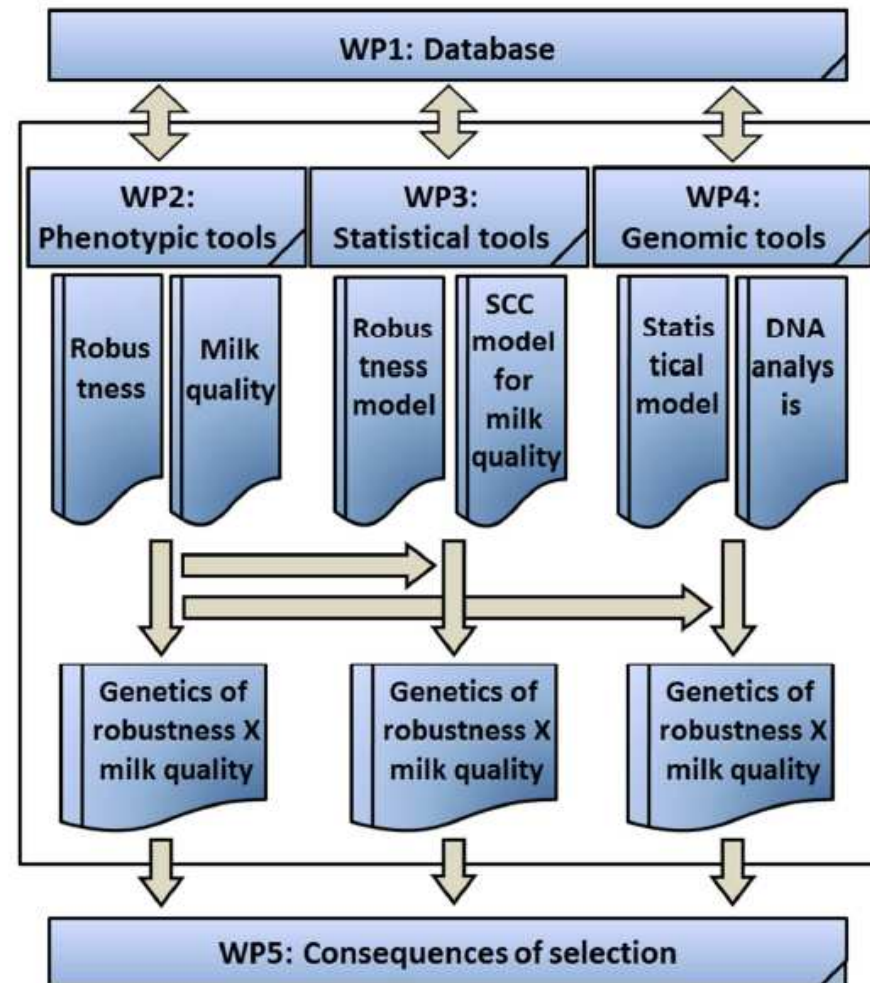 WP1: Database
WP2:
Phenotypic tools
WP3:
Statistical tools
WP4:
Genomic tools
Robus
tness
Milk
quality
Robus
tness
model
SCC
model
for
milk
quality
Statis
tical
model
DNA
analys
is
Genetics of
robustness X
milk quality
Genetics of
robustness X
milk quality
Genetics of
robustness X
milk quality
WP5: Consequences of selection